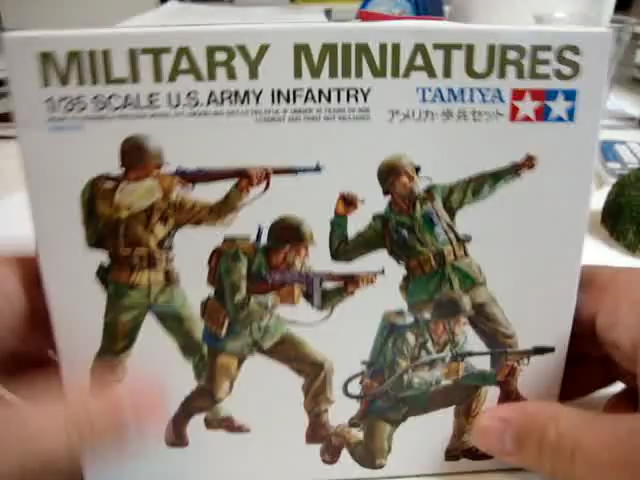 MILITARY MINIATURES
1/35 SCALE U.S. ARMY INFANTRY
TAMIYA
アメリカ・歩兵セット